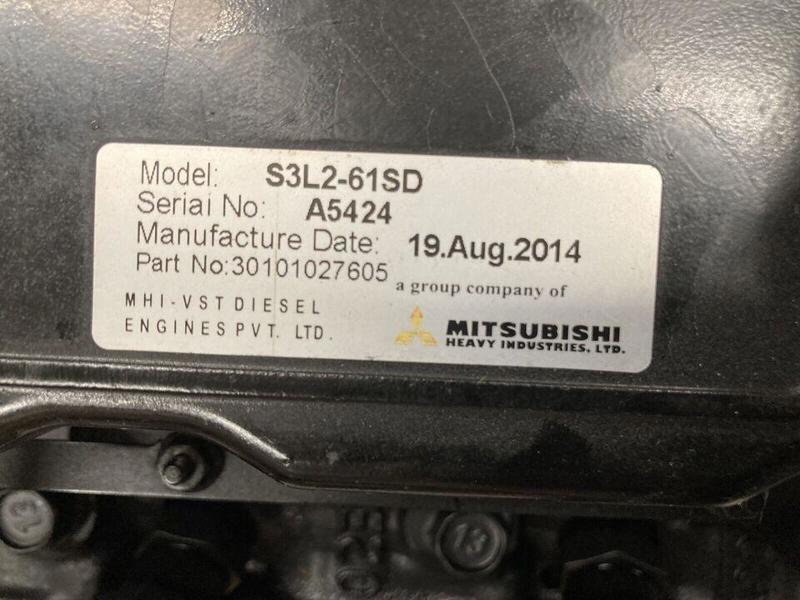 Model: S3L2-61SD
Seriai No: A5424
Manufacture Date: 19.Aug.2014
Part No:30101027605
a group company of
MHI-VST DIESEL
ENGINES PVT. LTD.
MITSUBISHI
HEAVY INDUSTRIES, LTD.
13